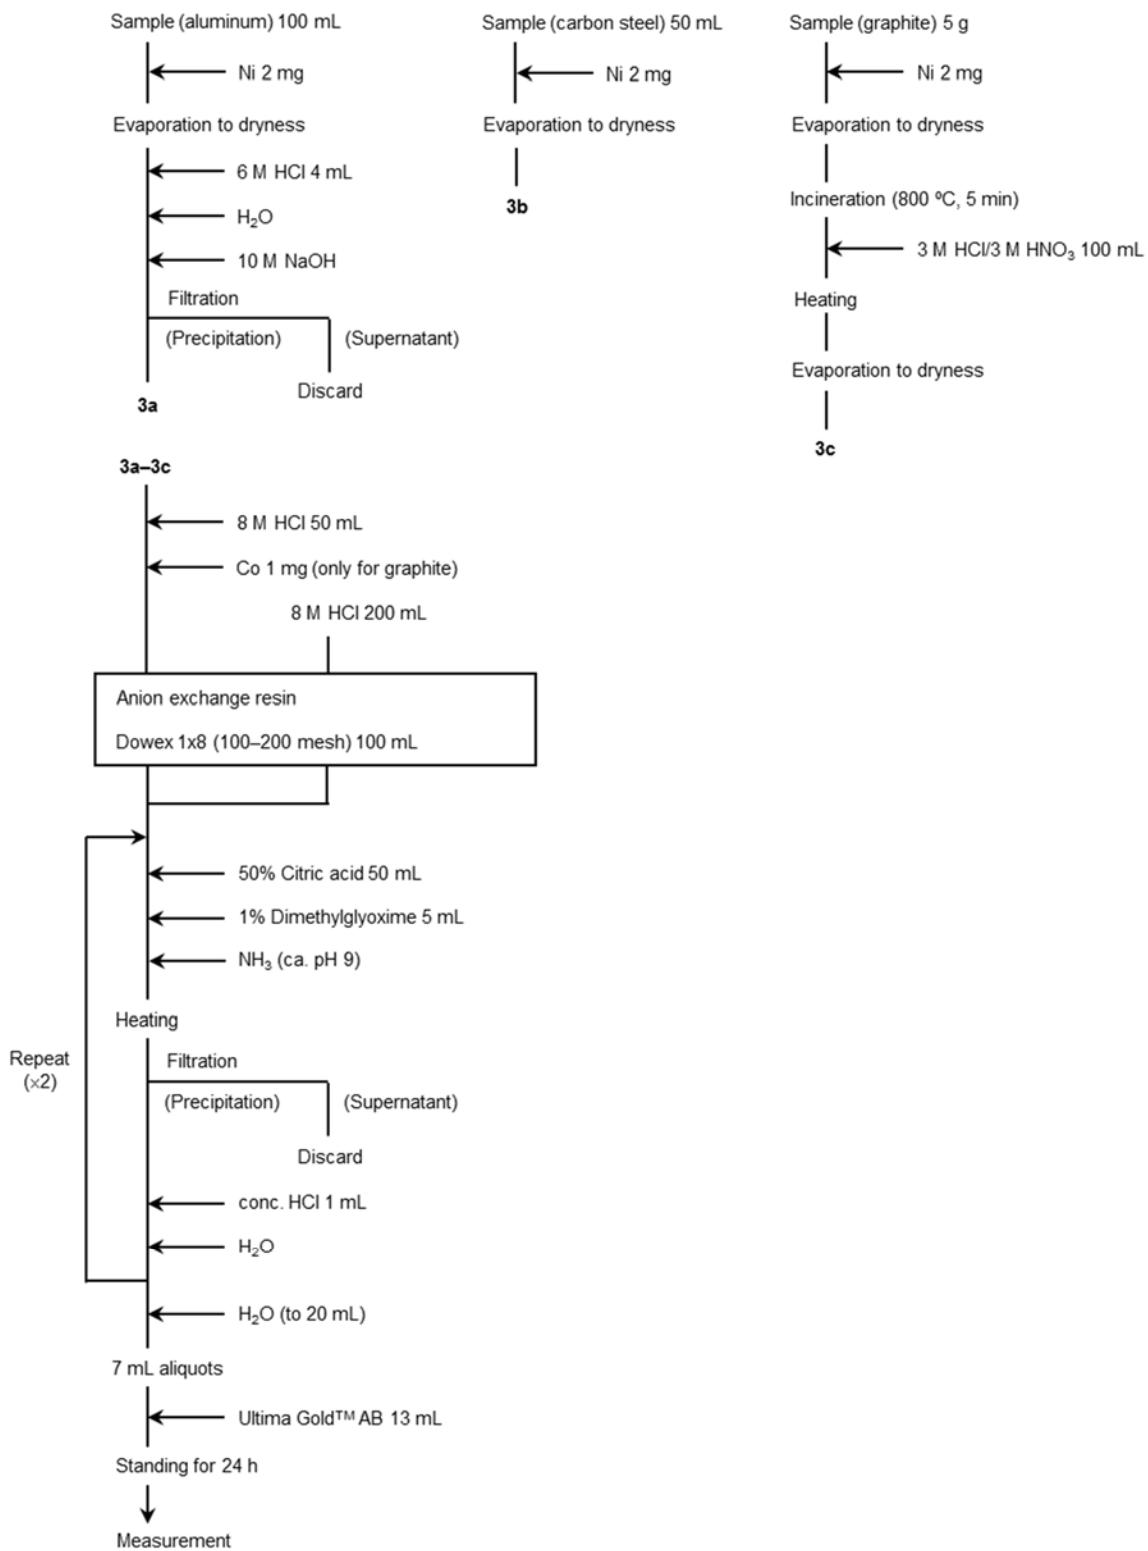 Sample (aluminum) 100 mL
Ni 2 mg
Evaporation to dryness
6 M HCl 4 mL
H₂O
10 M NaOH
Filtration
(Precipitation)
(Supernatant)
Discard
3a
Sample (carbon steel) 50 mL
Ni 2 mg
Evaporation to dryness
3b
Sample (graphite) 5 g
Ni 2 mg
Evaporation to dryness
Incineration (800 ºC, 5 min)
3 M HCl/3 M HNO₃ 100 mL
Heating
Evaporation to dryness
3c
3a–3c
8 M HCl 50 mL
Co 1 mg (only for graphite)
8 M HCl 200 mL
Anion exchange resin
Dowex 1x8 (100–200 mesh) 100 mL
50% Citric acid 50 mL
1% Dimethylglyoxime 5 mL
NH₃ (ca. pH 9)
Heating
Repeat
(×2)
Filtration
(Precipitation)
(Supernatant)
Discard
conc. HCl 1 mL
H₂O
H₂O (to 20 mL)
7 mL aliquots
Ultima Gold™ AB 13 mL
Standing for 24 h
Measurement